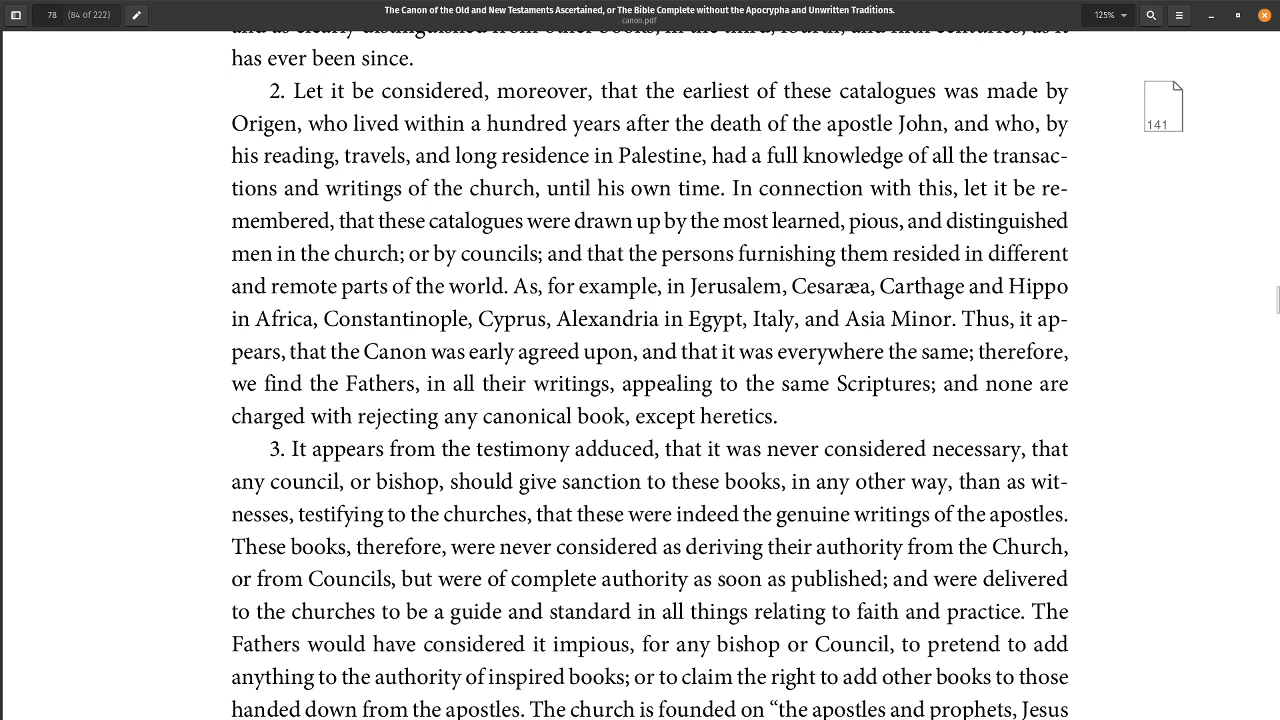 78 (84 of 222)
The Canon of the Old and New Testaments Ascertained, or The Bible Complete without the Apocrypha and Unwritten Traditions.
canon.pdf
125%
and as clearly distinguished from other books, in the third, fourth, and fifth centuries, as it
has ever been since.
2. Let it be considered, moreover, that the earliest of these catalogues was made by
Origen, who lived within a hundred years after the death of the apostle John, and who, by
his reading, travels, and long residence in Palestine, had a full knowledge of all the transac-
tions and writings of the church, until his own time. In connection with this, let it be re-
membered, that these catalogues were drawn up by the most learned, pious, and distinguished
men in the church; or by councils; and that the persons furnishing them resided in different
and remote parts of the world. As, for example, in Jerusalem, Cesaræa, Carthage and Hippo
in Africa, Constantinople, Cyprus, Alexandria in Egypt, Italy, and Asia Minor. Thus, it ap-
pears, that the Canon was early agreed upon, and that it was everywhere the same; therefore,
we find the Fathers, in all their writings, appealing to the same Scriptures; and none are
charged with rejecting any canonical book, except heretics.
3. It appears from the testimony adduced, that it was never considered necessary, that
any council, or bishop, should give sanction to these books, in any other way, than as wit-
nesses, testifying to the churches, that these were indeed the genuine writings of the apostles.
These books, therefore, were never considered as deriving their authority from the Church,
or from Councils, but were of complete authority as soon as published; and were delivered
to the churches to be a guide and standard in all things relating to faith and practice. The
Fathers would have considered it impious, for any bishop or Council, to pretend to add
anything to the authority of inspired books; or to claim the right to add other books to those
handed down from the apostles. The church is founded on “the apostles and prophets, Jesus
141